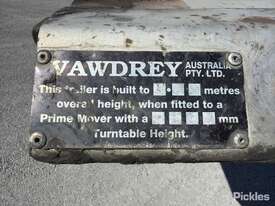 VAWDREY AUSTRALIA PTY. LTD.
This trailer is built to metres
overall height, when fitted to a
Prime Mover with a mm
Turntable Height.
Pickles